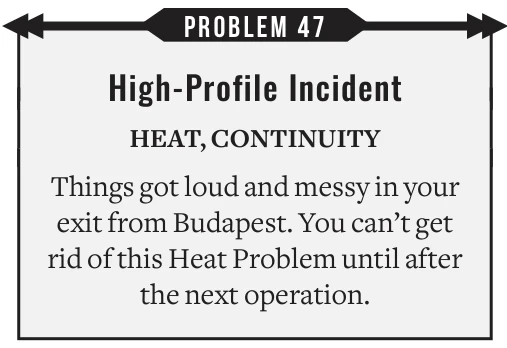 PROBLEM 47
High-Profile Incident
HEAT, CONTINUITY
Things got loud and messy in your
exit from Budapest. You can’t get
rid of this Heat Problem until after
the next operation.